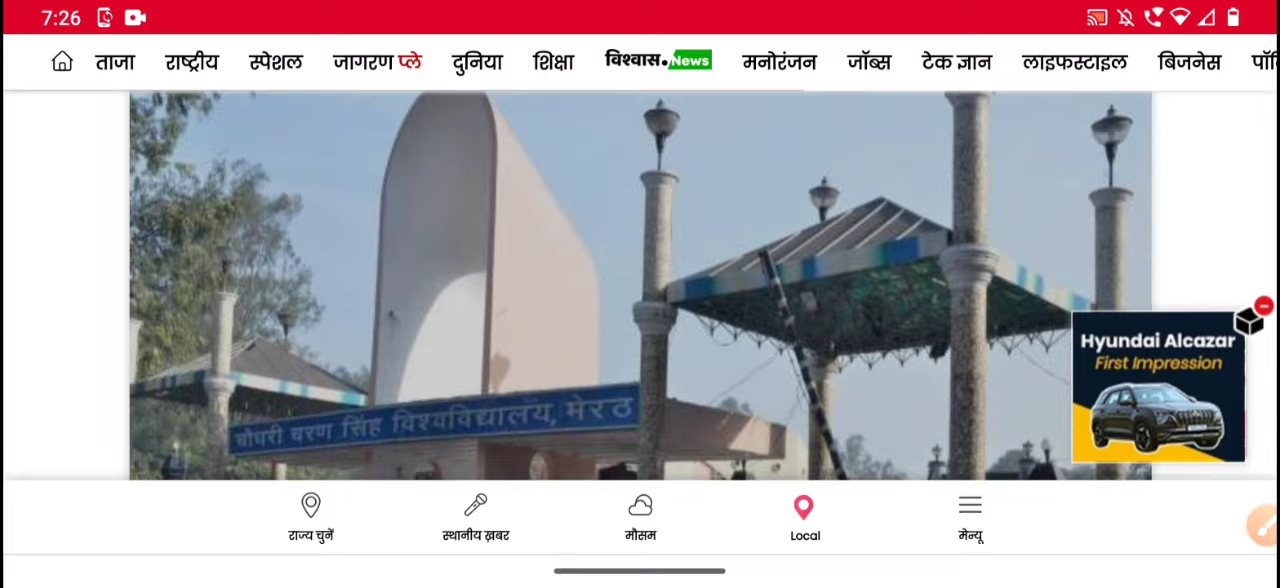 7:26
ताजा राष्ट्रीय स्पेशल जागरण प्ले दुनिया शिक्षा विश्वास.News मनोरंजन जॉब्स टेक ज्ञान लाइफस्टाइल बिजनेस
चौधरी चरण सिंह विश्वविद्यालय, मेरठ
Hyundai Alcazar
First Impression
राज्य चुनें स्थानीय ख़बर मौसम Local मेन्यू